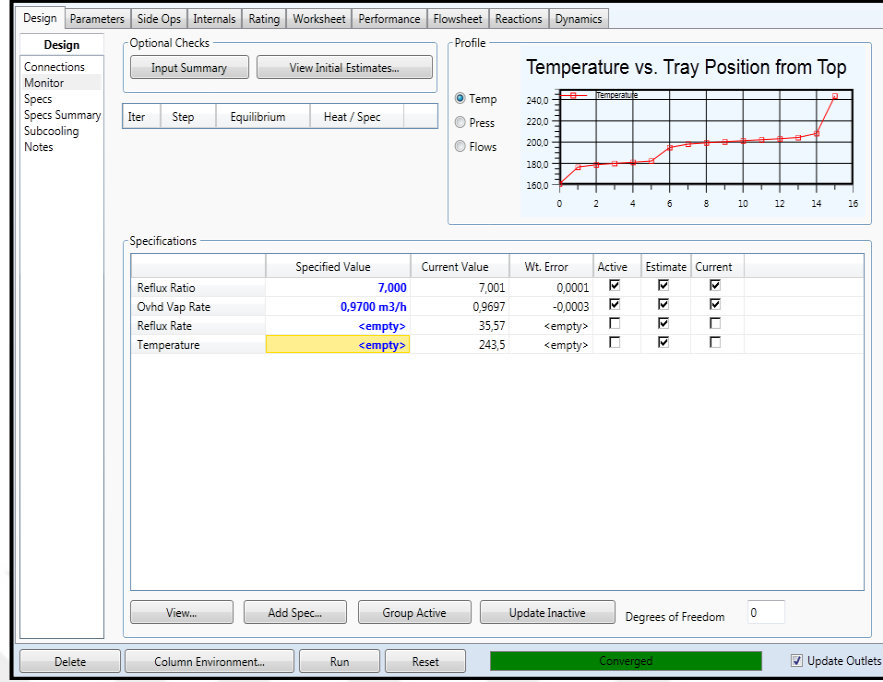 Design Parameters Side Ops Internals Rating Worksheet Performance Flowsheet Reactions Dynamics
Design
Connections
Monitor
Specs
Specs Summary
Subcooling
Notes
Optional Checks
Input Summary View Initial Estimates...
Iter Step Equilibrium Heat / Spec
Profile
Temp
Press
Flows
Temperature vs. Tray Position from Top
Temperature
240,0
220,0
200,0
180,0
160,0
0 2 4 6 8 10 12 14 16
Specifications
Specified Value Current Value Wt. Error Active Estimate Current
Reflux Ratio 7,000 7,001 0,0001
Ovhd Vap Rate 0,9700 m3/h 0,9697 -0,0003
Reflux Rate <empty> 35,57 <empty>
Temperature <empty> 243,5 <empty>
View... Add Spec... Group Active Update Inactive Degrees of Freedom 0
Delete Column Environment... Run Reset Converged Update Outlets